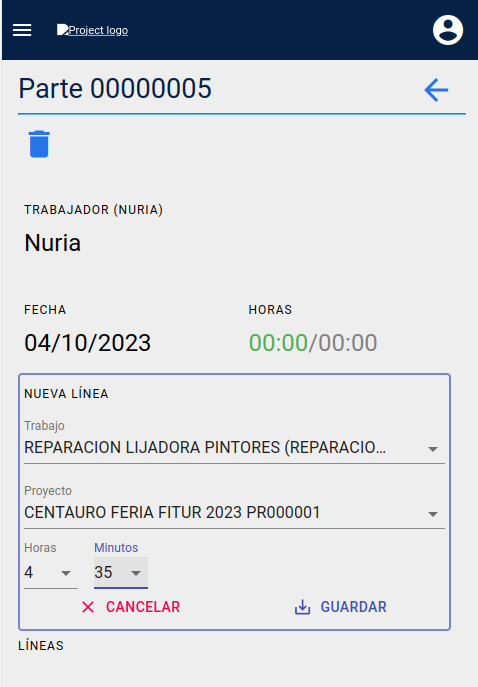 Project logo
Parte 00000005
TRABAJADOR (NURIA)
Nuria
FECHA
04/10/2023
HORAS
00:00/00:00
NUEVA LÍNEA
Trabajo
REPARACION LIJADORA PINTORES (REPARACIO...
Proyecto
CENTAURO FERIA FITUR 2023 PR000001
Horas
4
Minutos
35
CANCELAR
GUARDAR
LÍNEAS